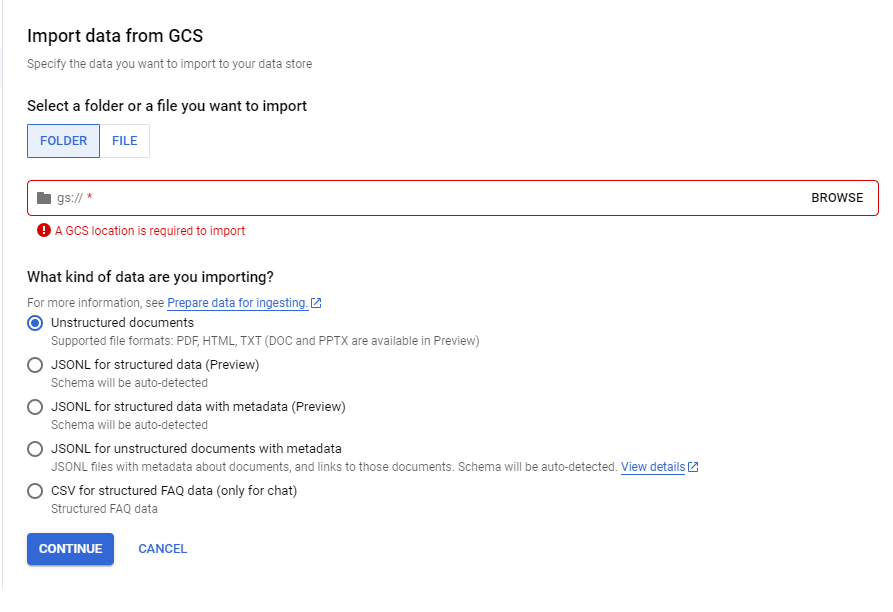 Import data from GCS
Specify the data you want to import to your data store
Select a folder or a file you want to import
FOLDER FILE
gs:// * BROWSE
A GCS location is required to import
What kind of data are you importing?
For more information, see Prepare data for ingesting.
Unstructured documents
Supported file formats: PDF, HTML, TXT (DOC and PPTX are available in Preview)
JSONL for structured data (Preview)
Schema will be auto-detected
JSONL for structured data with metadata (Preview)
Schema will be auto-detected
JSONL for unstructured documents with metadata
JSONL files with metadata about documents, and links to those documents. Schema will be auto-detected. View details
CSV for structured FAQ data (only for chat)
Structured FAQ data
CONTINUE CANCEL